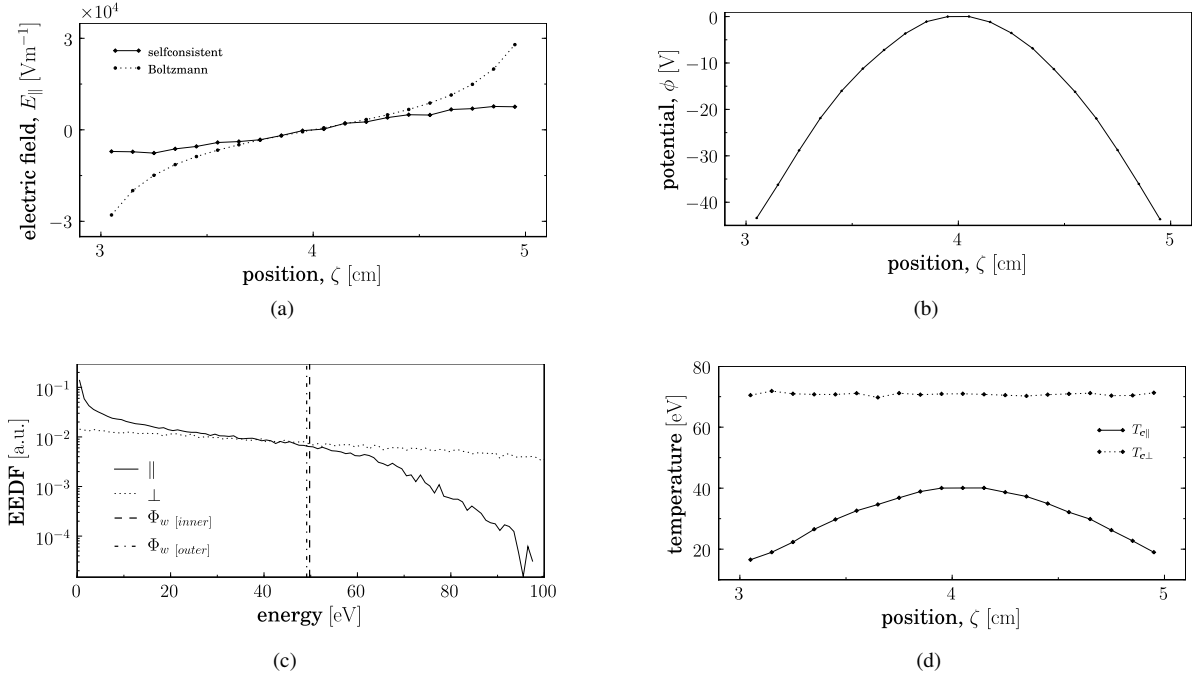 ×10⁴
electric field, E∥ [Vm⁻¹]
3
0
−3
selfconsistent
Boltzmann
3
4
5
position, ζ [cm]
(a)
potential, ϕ [V]
0
−10
−20
−30
−40
3
4
5
position, ζ [cm]
(b)
EEDF [a.u.]
10⁻¹
10⁻²
10⁻³
10⁻⁴
∥
⊥
Φw [inner]
Φw [outer]
0
20
40
60
80
100
energy [eV]
(c)
temperature [eV]
80
60
40
20
Te∥
Te⊥
3
4
5
position, ζ [cm]
(d)